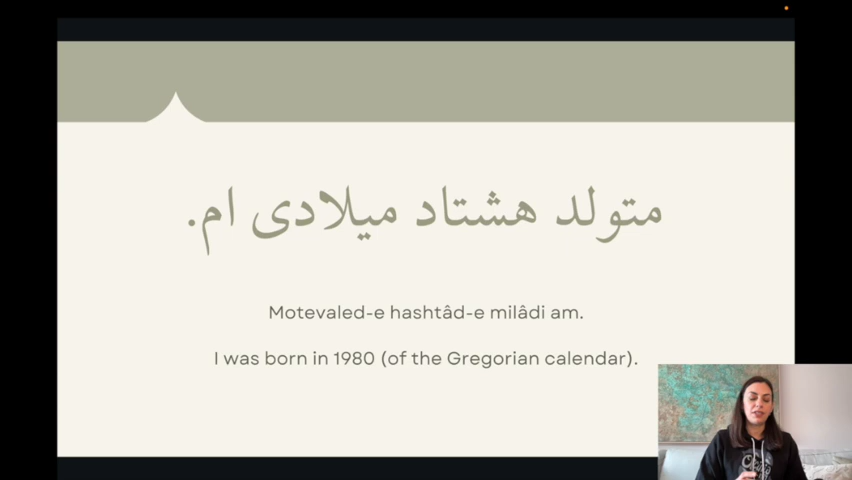 متولد هشتاد میلادی ام.
Motevaled-e hashtâd-e milâdi am.
I was born in 1980 (of the Gregorian calendar).